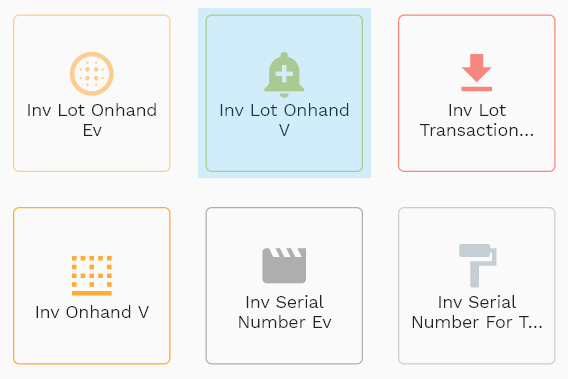 Inv Lot Onhand
Ev
Inv Lot Onhand
V
Inv Lot
Transaction...
Inv Onhand V
Inv Serial
Number Ev
Inv Serial
Number For T...